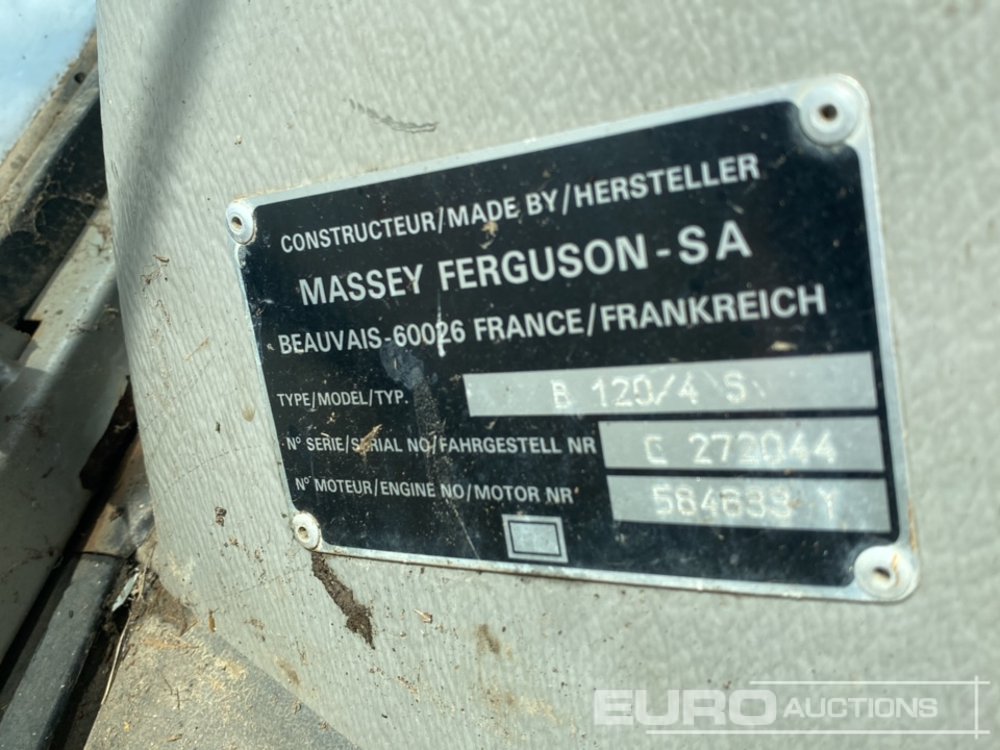 CONSTRUCTEUR/MADE BY/HERSTELLER
MASSEY FERGUSON-SA
BEAUVAIS-60026 FRANCE/FRANKREICH
TYPE/MODEL/TYP. B 120/4 S
N° SERIE/SERIAL NO/FAHRGESTELL NR C 272044
N° MOTEUR/ENGINE NO/MOTOR NR 584833 Y
EURO AUCTIONS